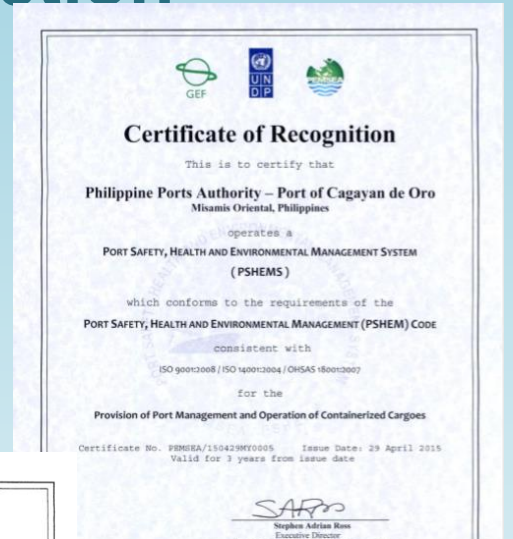 GEF
U N
D P
PEMSEA
Certificate of Recognition
This is to certify that
Philippine Ports Authority – Port of Cagayan de Oro
Misamis Oriental, Philippines
operates a
PORT SAFETY, HEALTH AND ENVIRONMENTAL MANAGEMENT SYSTEM
(PSHEMS)
which conforms to the requirements of the
PORT SAFETY, HEALTH AND ENVIRONMENTAL MANAGEMENT (PSHEM) CODE
consistent with
ISO 9001:2008 / ISO 14001:2004 / OHSAS 18001:2007
for the
Provision of Port Management and Operation of Containerized Cargoes
Certificate No. PEMSEA/150429MY0005 Issue Date: 29 April 2015
Valid for 3 years from issue date
Stephen Adrian Ross
Executive Director